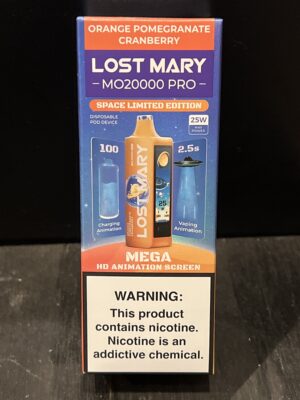 ORANGE POMEGRANATE
CRANBERRY
LOST MARY
— MO20000 PRO —
SPACE LIMITED EDITION
DISPOSABLE
POD DEVICE
25W
100
2.5s
LOST MARY
25
Charging
Animation
Vaping
Animation
MEGA
HD ANIMATION SCREEN
WARNING:
This product
contains nicotine.
Nicotine is an
addictive chemical.